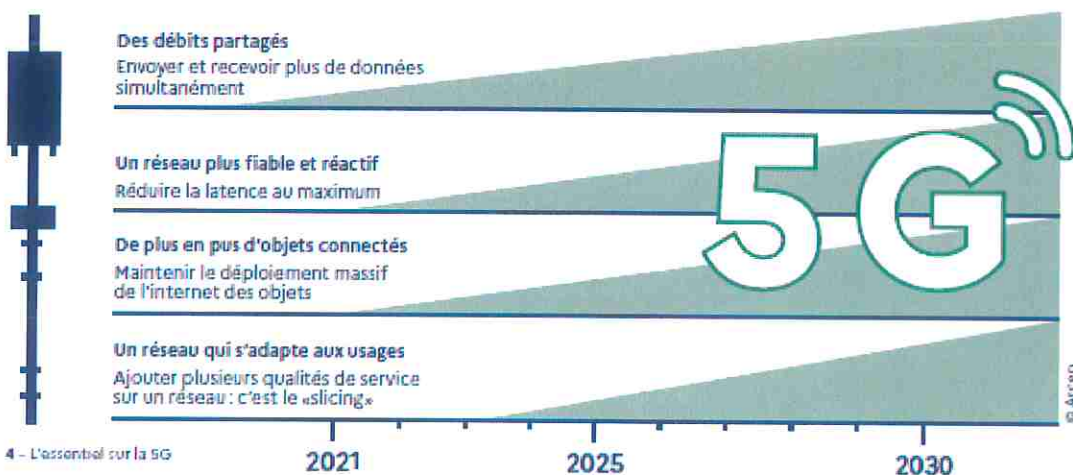 Des débits partagés
Envoyer et recevoir plus de données
simultanément
Un réseau plus fiable et réactif
Réduire la latence au maximum
De plus en pus d'objets connectés
Maintenir le déploiement massif
de l'internet des objets
Un réseau qui s'adapte aux usages
Ajouter plusieurs qualités de service
sur un réseau : c'est le «slicing»
5G
© Arcep
4 – L'essentiel sur la 5G
2021
2025
2030